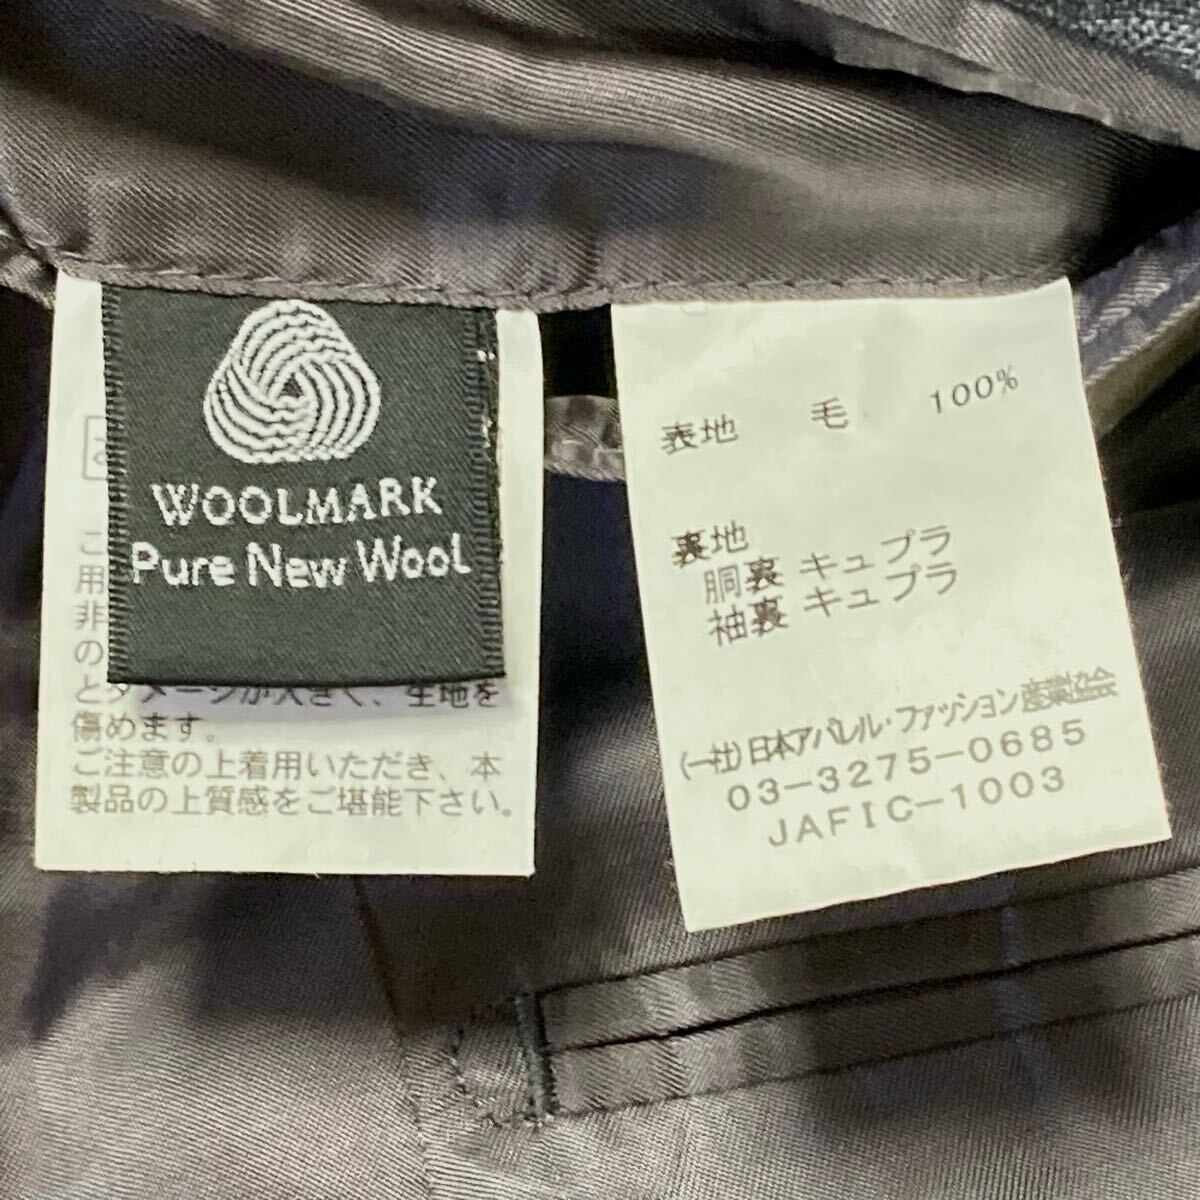 WOOLMARK
Pure New Wool
こ
用
非
の
とダメージが大きく、生地を
傷めます。
ご注意の上着用いただき、本
製品の上質感をご堪能下さい。
表地 毛 100%
裏地
胴裏 キュプラ
袖裏 キュプラ
(一社)日本アパレル・ファッション産業協会
03-3275-0685
JAFIC-1003